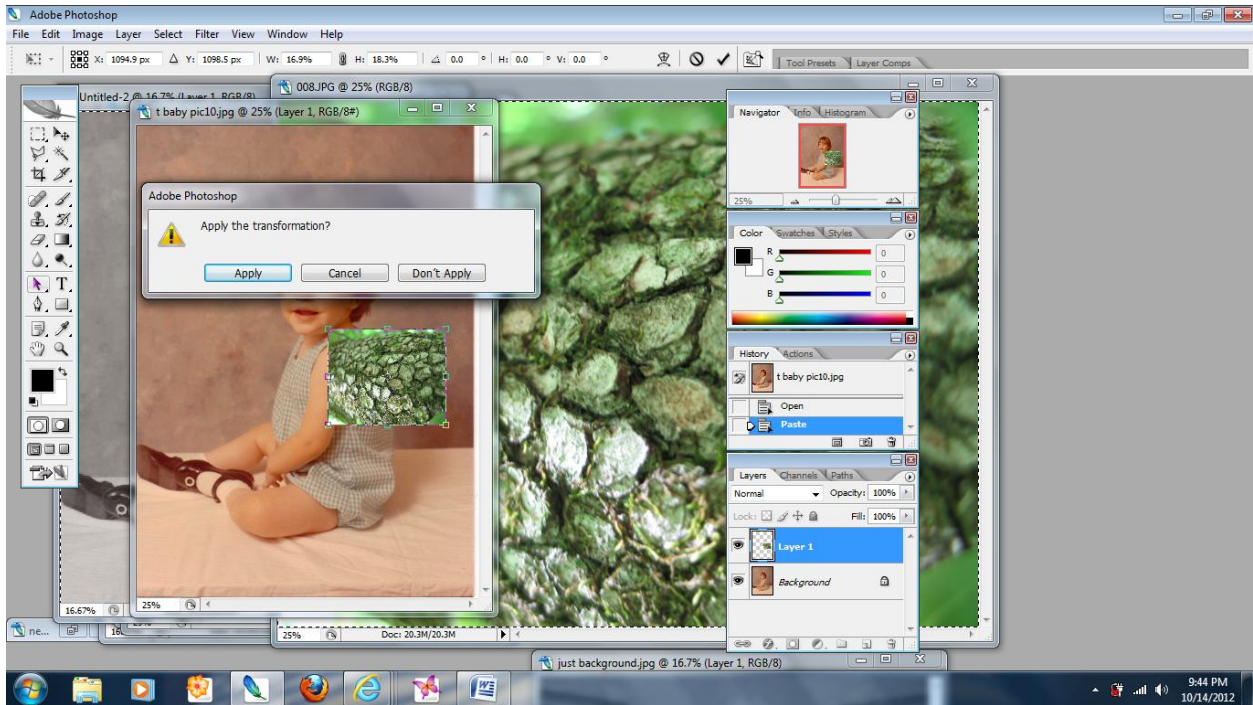 Adobe Photoshop
File Edit Image Layer Select Filter View Window Help
X: 1094.9 px Y: 1098.5 px W: 16.9% H: 18.3% 0.0 ° H: 0.0 ° V: 0.0 °
Tool Presets Layer Comps
008.JPG @ 25% (RGB/8)
Untitled-2 @ 16.7% (Layer 1, RGB/8)
t baby pic10.jpg @ 25% (Layer 1, RGB/8#)
Navigator Info Histogram
25%
Adobe Photoshop
Apply the transformation?
Apply Cancel Don't Apply
Color Swatches Styles
R 0
G 0
B 0
T
History Actions
t baby pic10.jpg
Open
Paste
Layers Channels Paths
Normal Opacity: 100%
Lock: Fill: 100%
Layer 1
Background
16.67%
25%
ne...
25% Doc: 20.3M/20.3M
just background.jpg @ 16.7% (Layer 1, RGB/8)
9:44 PM
10/14/2012